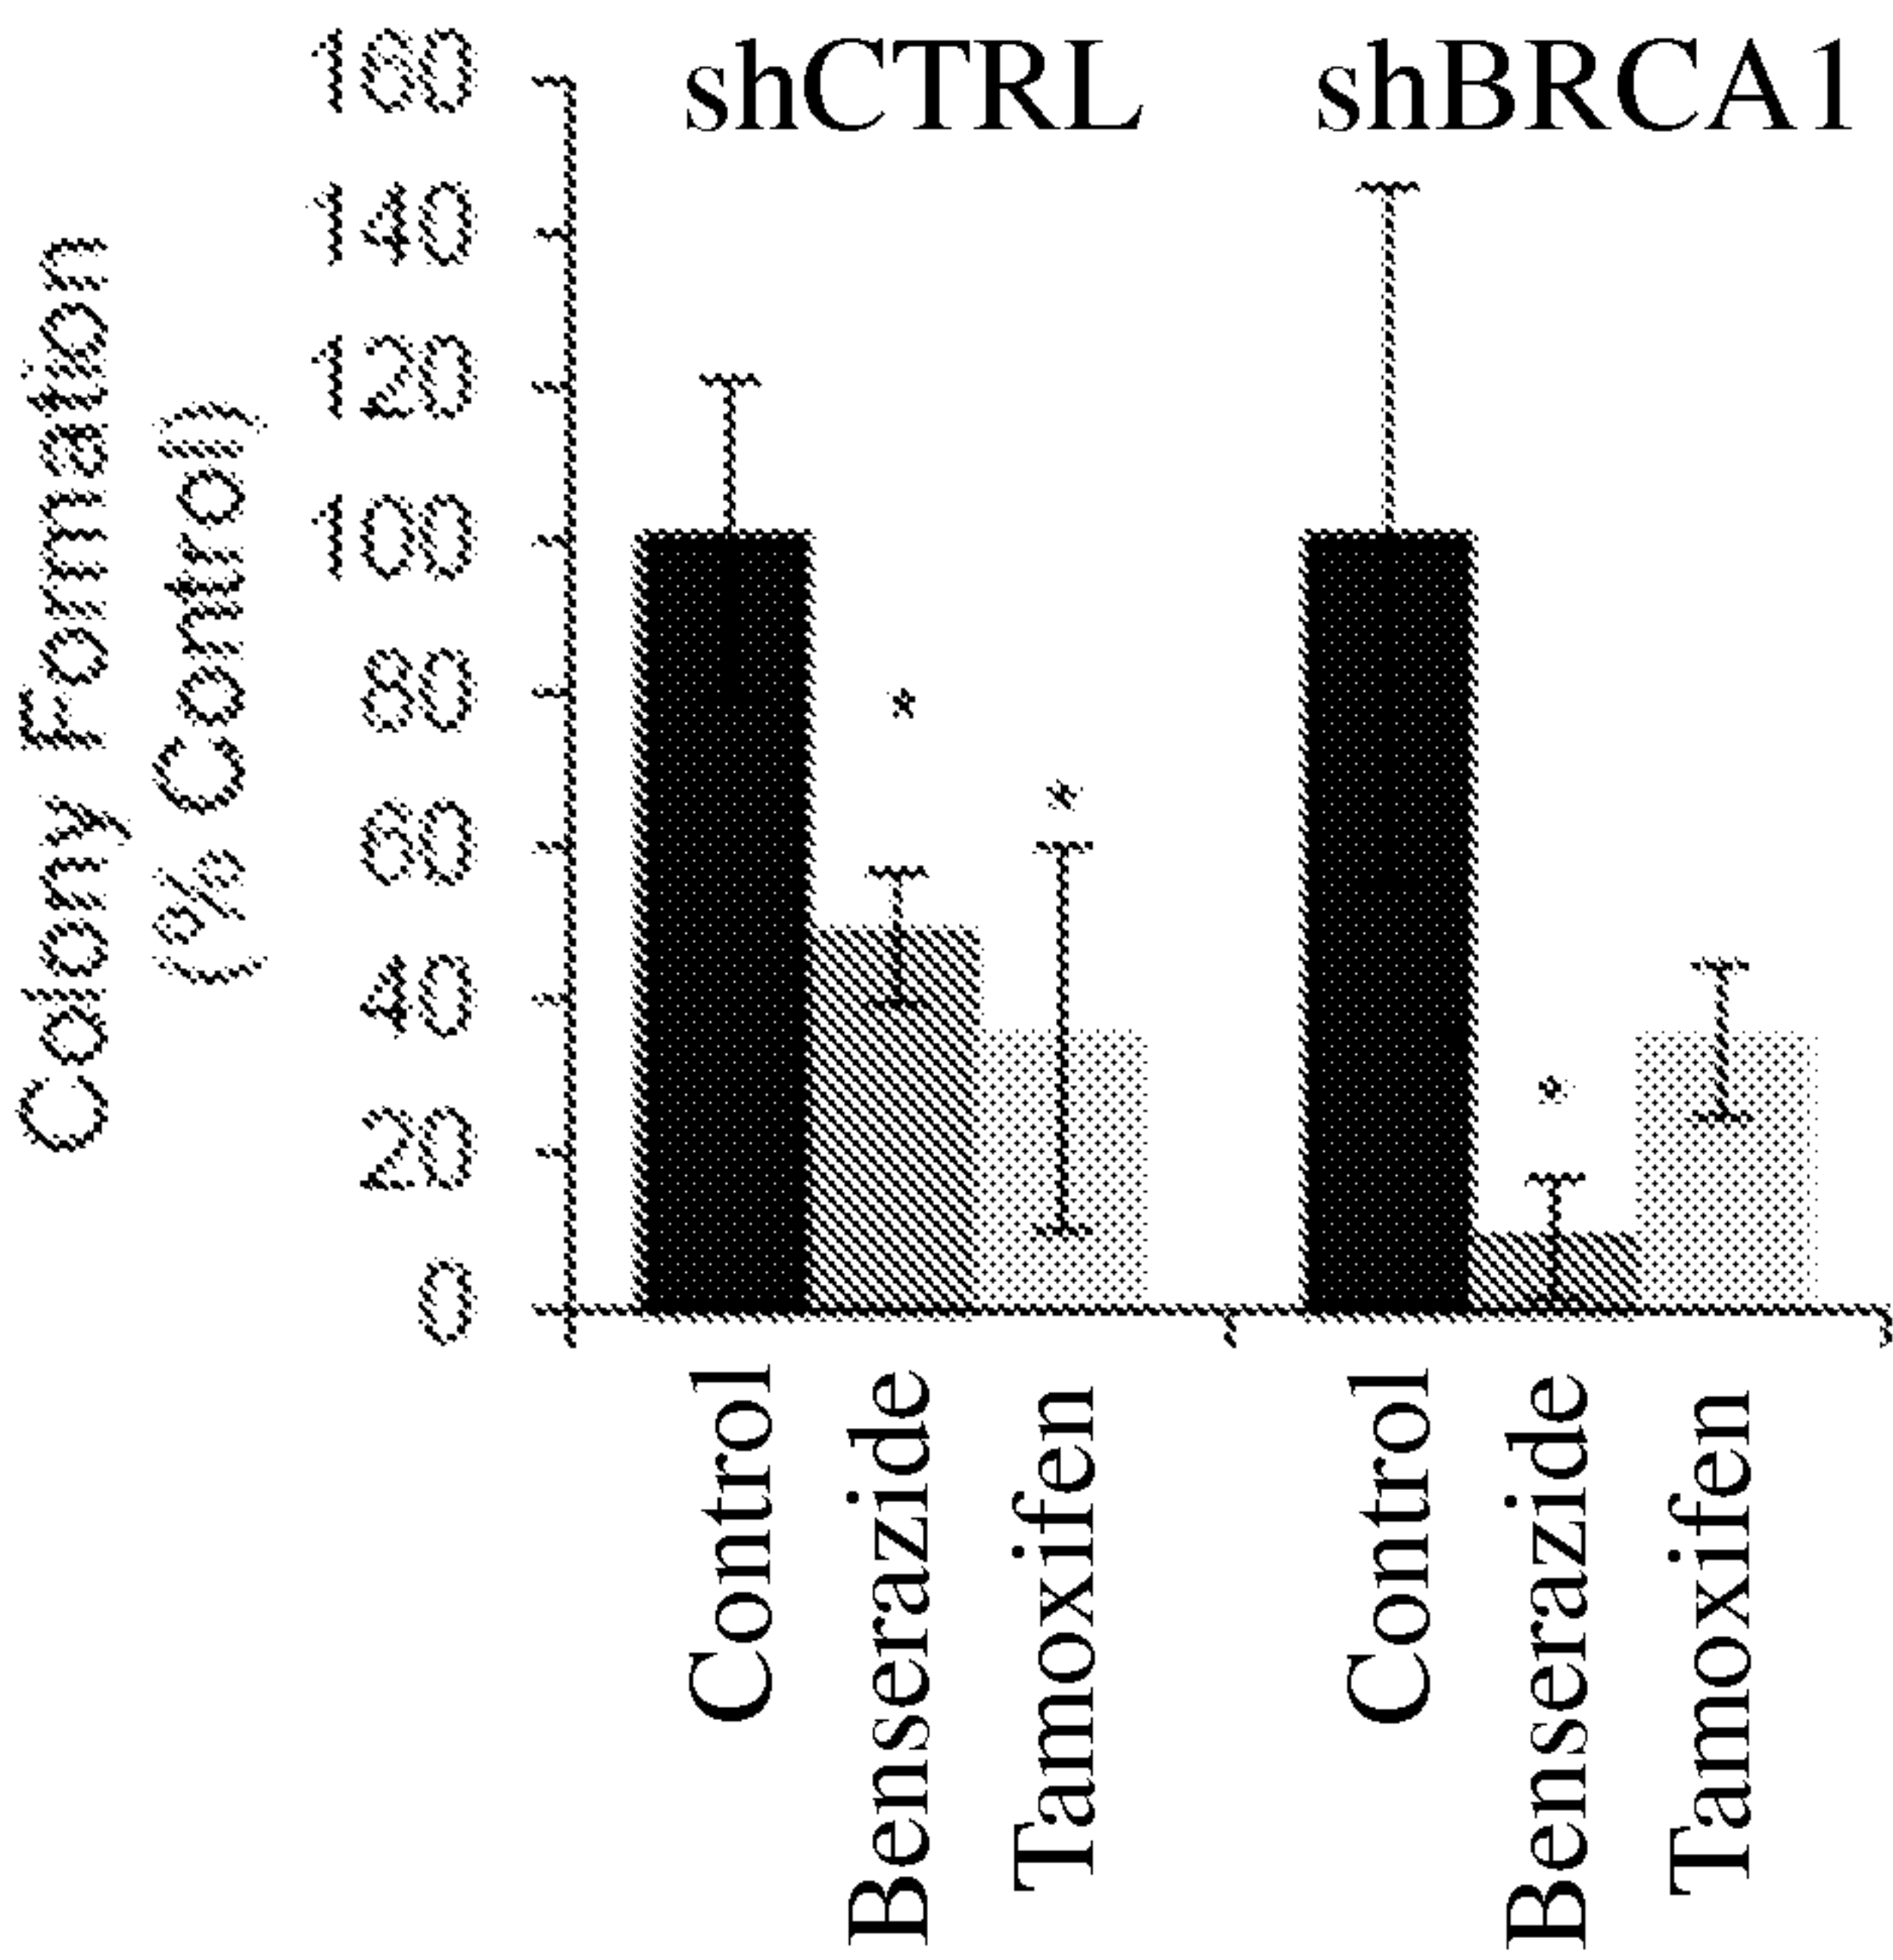 Colony Formation
(% Control)
160
140
120
100
80
60
40
20
0
shCTRL
shBRCA1
*
*
*
Control
Benserazide
Tamoxifen
Control
Benserazide
Tamoxifen